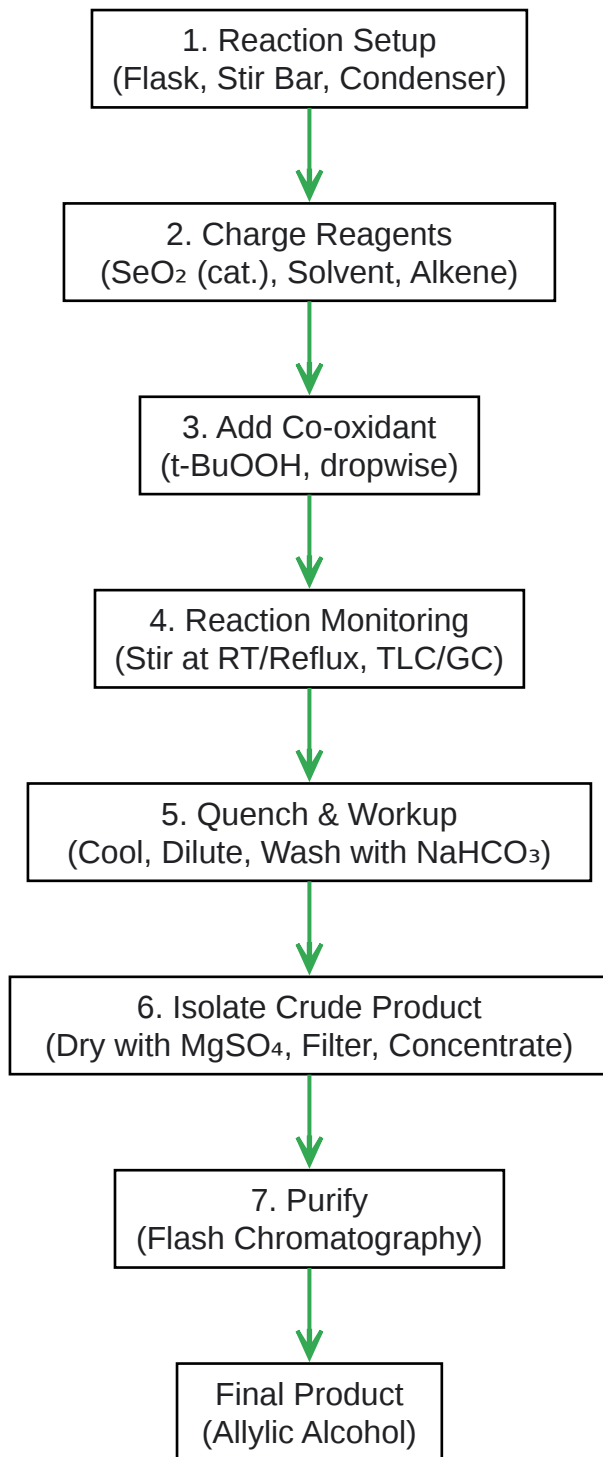 1. Reaction Setup
(Flask, Stir Bar, Condenser)
2. Charge Reagents
(SeO₂ (cat.), Solvent, Alkene)
3. Add Co-oxidant
(t-BuOOH, dropwise)
4. Reaction Monitoring
(Stir at RT/Reflux, TLC/GC)
5. Quench & Workup
(Cool, Dilute, Wash with NaHCO₃)
6. Isolate Crude Product
(Dry with MgSO₄, Filter, Concentrate)
7. Purify
(Flash Chromatography)
Final Product
(Allylic Alcohol)